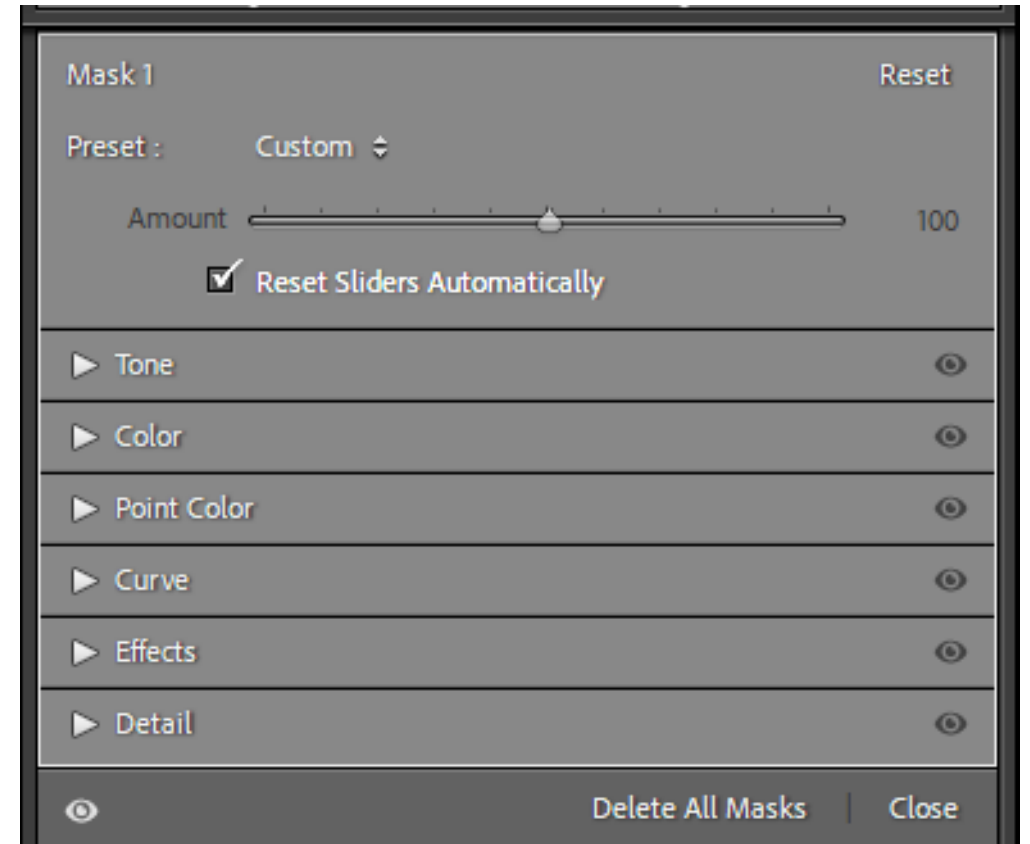 Mask 1 Reset
Preset : Custom
Amount 100
Reset Sliders Automatically
Tone
Color
Point Color
Curve
Effects
Detail
Delete All Masks | Close